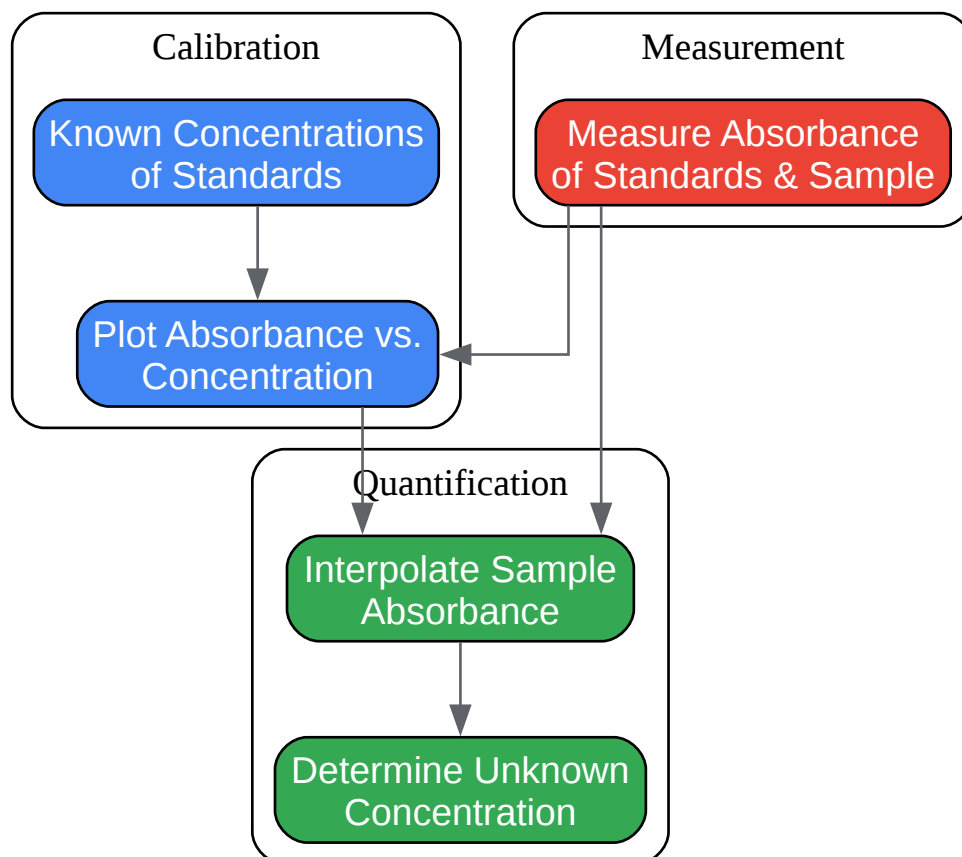 Calibration
Known Concentrations
of Standards
Plot Absorbance vs.
Concentration
Measurement
Measure Absorbance
of Standards & Sample
Quantification
Interpolate Sample
Absorbance
Determine Unknown
Concentration